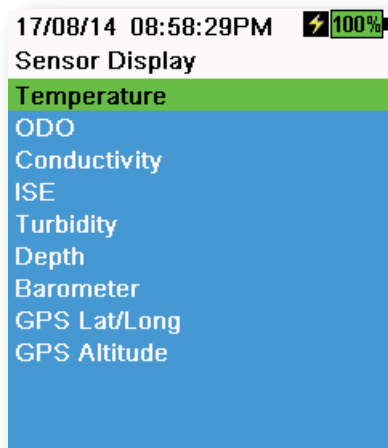 17/08/14 08:58:29PM 100%
Sensor Display
Temperature
ODO
Conductivity
ISE
Turbidity
Depth
Barometer
GPS Lat/Long
GPS Altitude